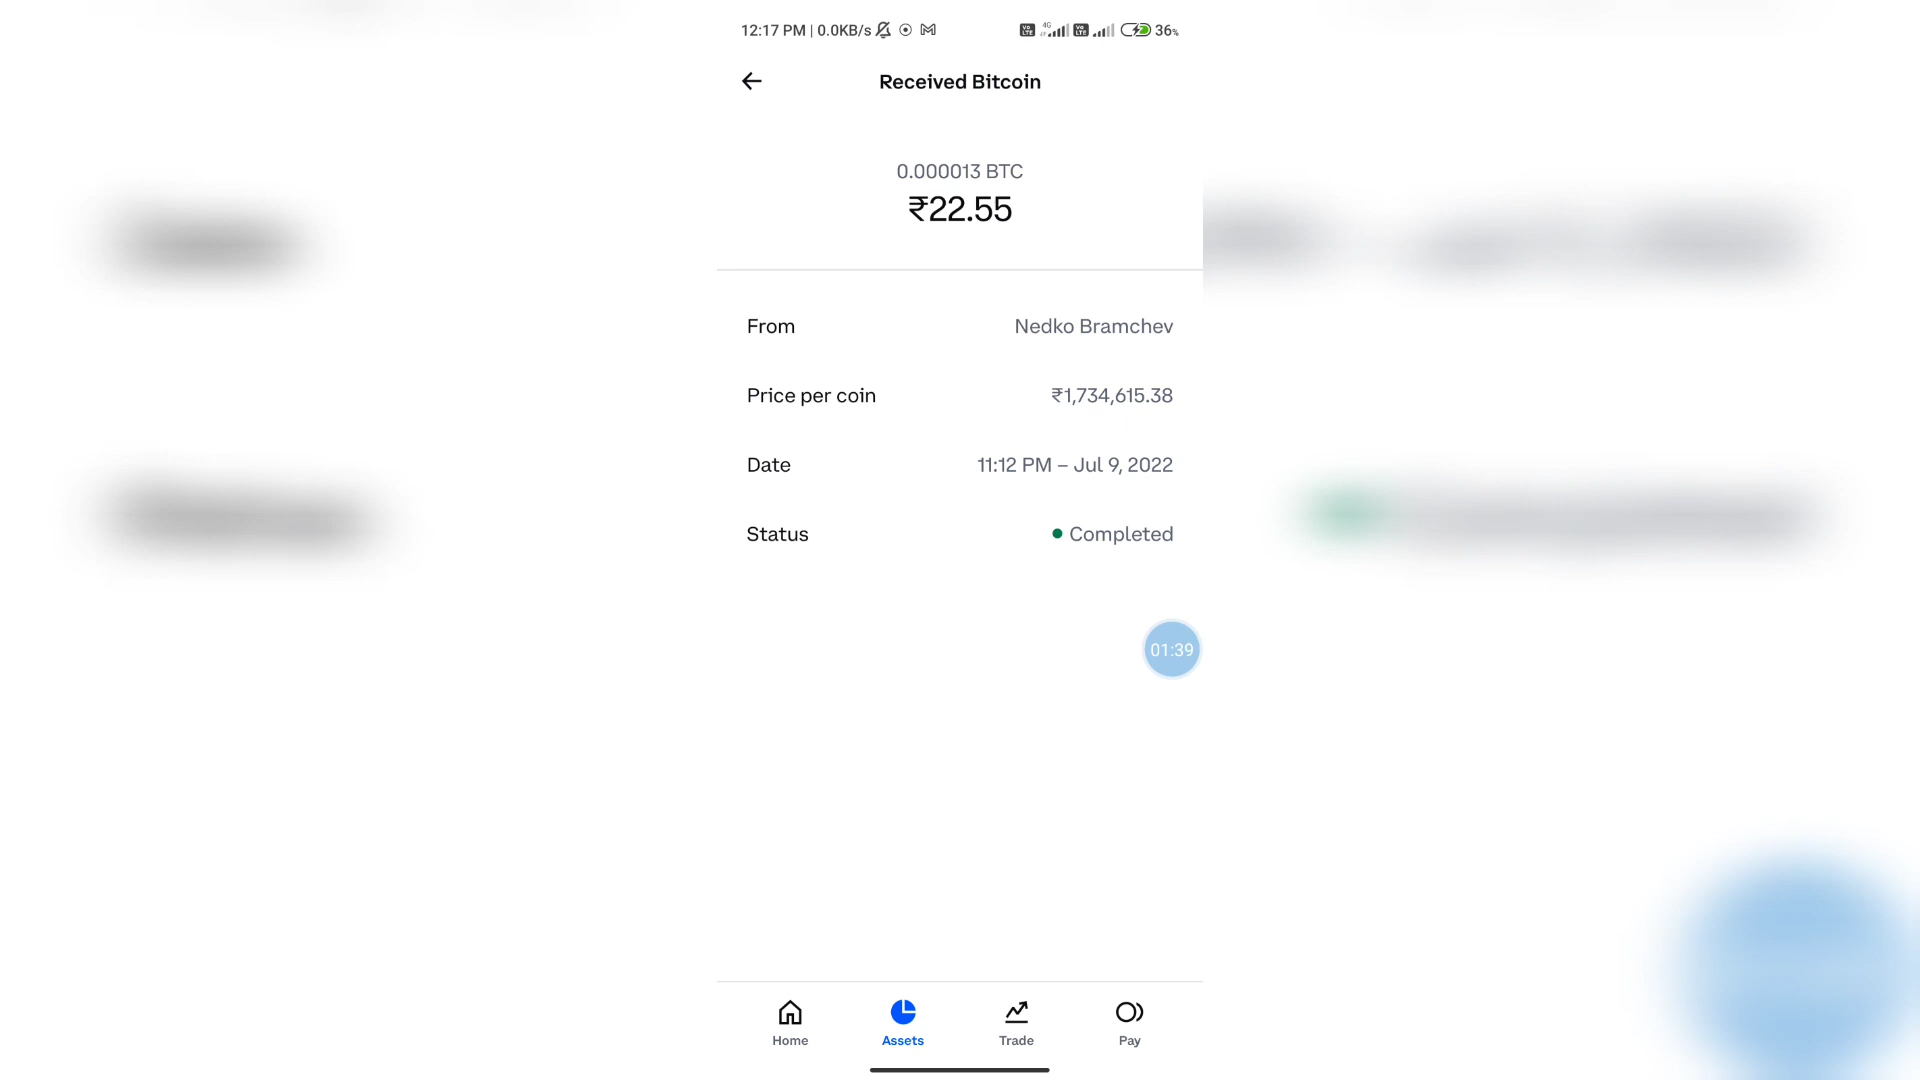 12:17 PM | 0.0KB/s 36%
Received Bitcoin
0.000013 BTC
₹22.55
From Nedko Bramchev
Price per coin ₹1,734,615.38
Date 11:12 PM – Jul 9, 2022
Status Completed
01:39
Home Assets Trade Pay